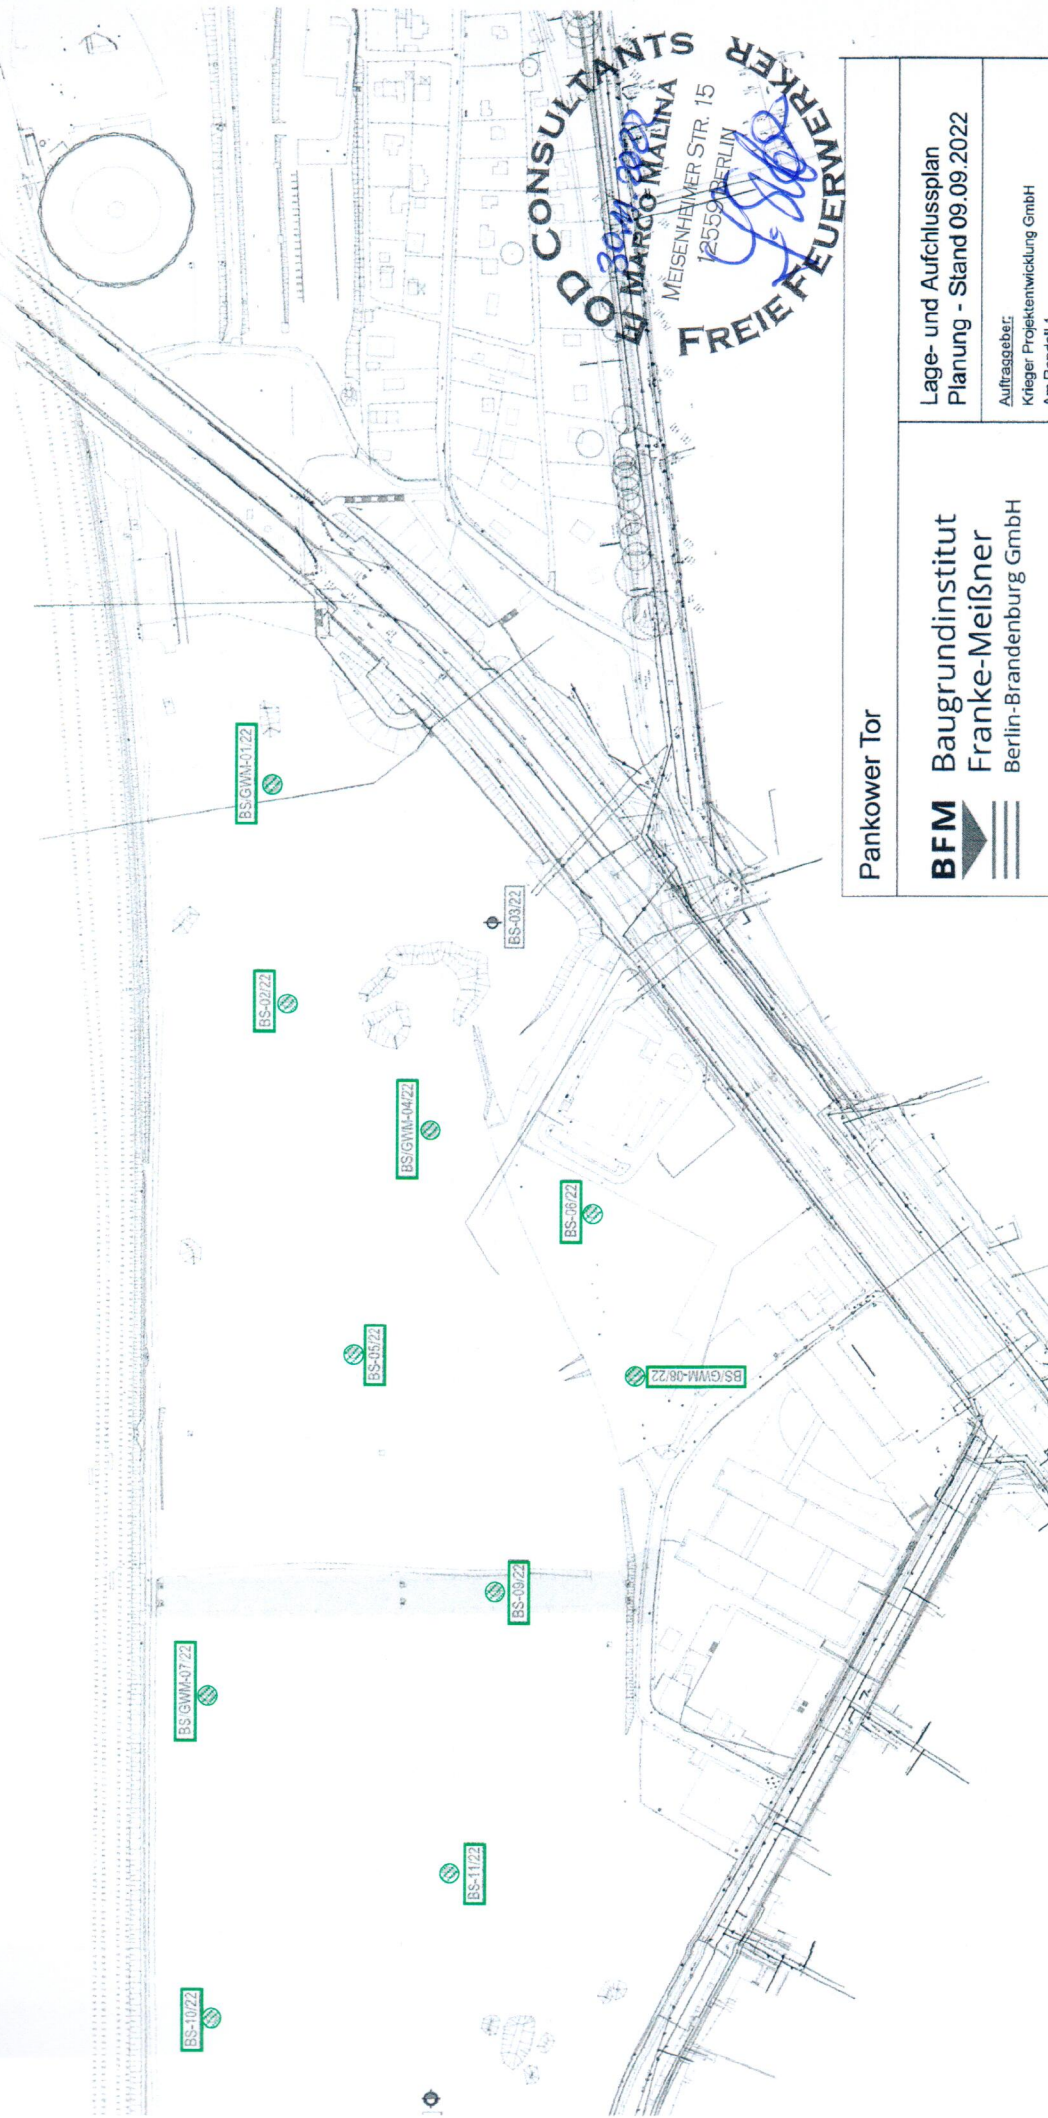 BS/GWM-01/22
BS-02/22
BS-03/22
BS/GWM-04/22
BS-05/22
BS-06/22
BS/GWM-07/22
BS/GWM-08/22
BS-09/22
BS-10/22
BS-11/22
EOD CONSULTANTS
MARCO MALINA
MEISENHEIMER STR. 15
12559 BERLIN
FREIE FEUERWERKER
Pankower Tor
BFM
Baugrundinstitut
Franke-Meißner
Berlin-Brandenburg GmbH
Lage- und Aufchlussplan
Planung - Stand 09.09.2022
Auftraggeber:
Krieger Projektentwicklung GmbH